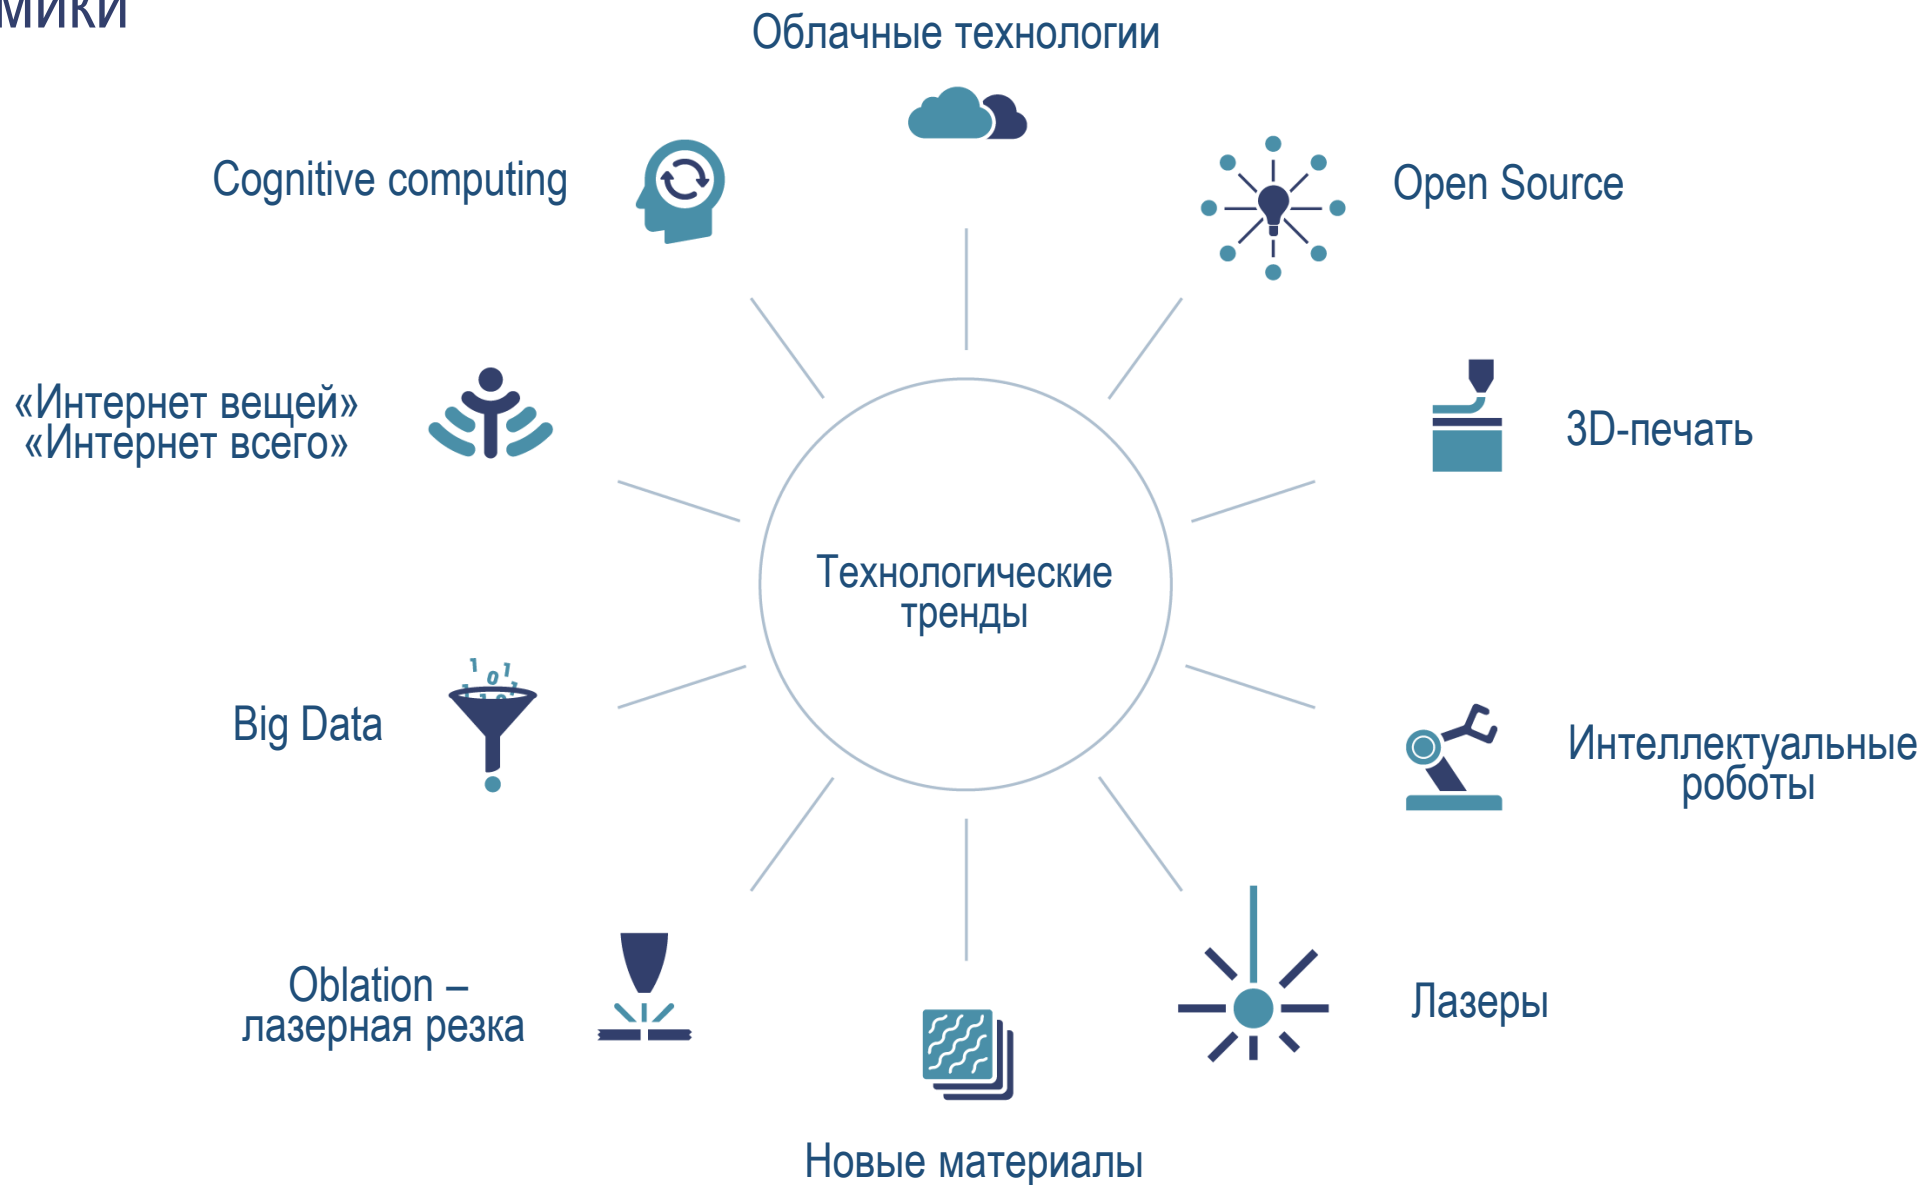 Облачные технологии
Cognitive computing
Open Source
«Интернет вещей»
«Интернет всего»
3D-печать
Технологические
тренды
Big Data
Интеллектуальные
роботы
Oblation –
лазерная резка
Лазеры
Новые материалы